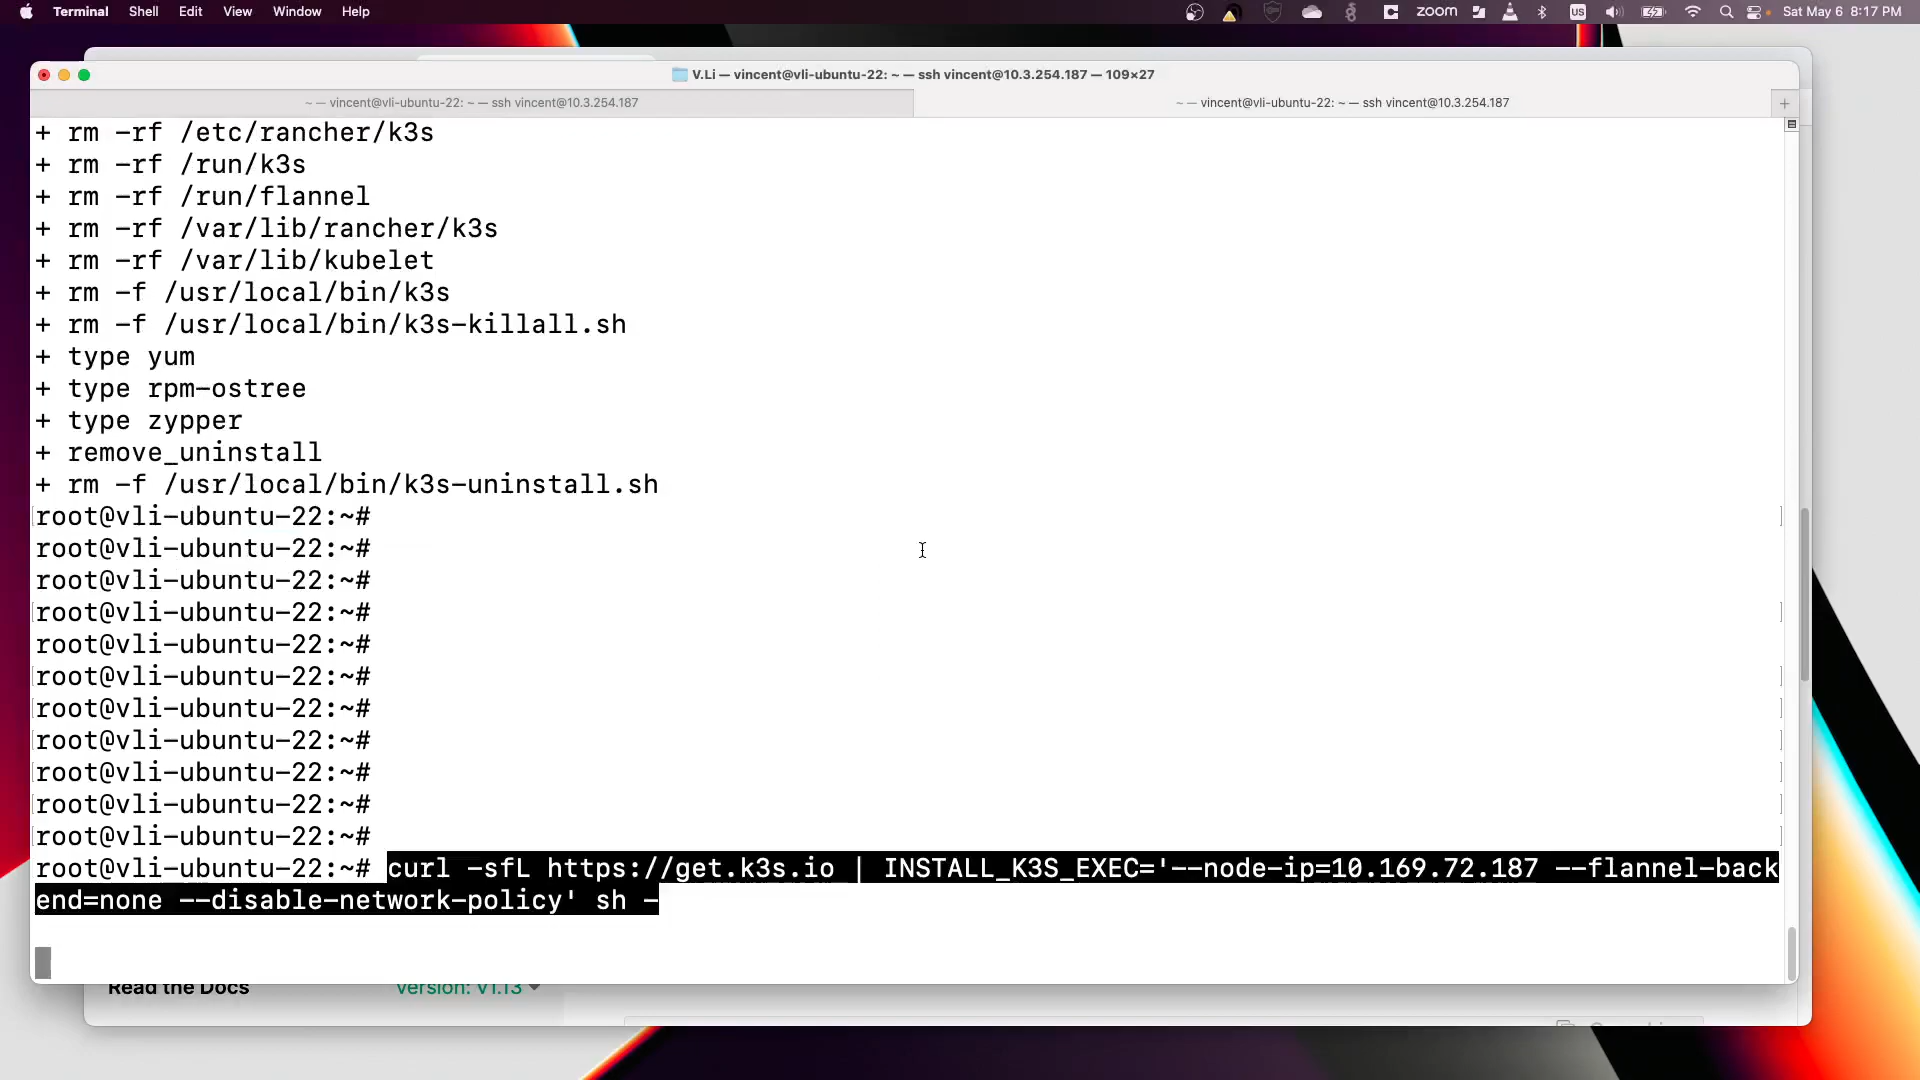 Terminal Shell Edit View Window Help zoom US Sat May 6 8:17 PM
V.Li — vincent@vli-ubuntu-22: ~ — ssh vincent@10.3.254.187 — 109×27
~ — vincent@vli-ubuntu-22: ~ — ssh vincent@10.3.254.187 ~ — vincent@vli-ubuntu-22: ~ — ssh vincent@10.3.254.187 +
+ rm -rf /etc/rancher/k3s
+ rm -rf /run/k3s
+ rm -rf /run/flannel
+ rm -rf /var/lib/rancher/k3s
+ rm -rf /var/lib/kubelet
+ rm -f /usr/local/bin/k3s
+ rm -f /usr/local/bin/k3s-killall.sh
+ type yum
+ type rpm-ostree
+ type zypper
+ remove_uninstall
+ rm -f /usr/local/bin/k3s-uninstall.sh
root@vli-ubuntu-22:~#
root@vli-ubuntu-22:~#
root@vli-ubuntu-22:~#
root@vli-ubuntu-22:~#
root@vli-ubuntu-22:~#
root@vli-ubuntu-22:~#
root@vli-ubuntu-22:~#
root@vli-ubuntu-22:~#
root@vli-ubuntu-22:~#
root@vli-ubuntu-22:~#
root@vli-ubuntu-22:~#
root@vli-ubuntu-22:~# curl -sfL https://get.k3s.io | INSTALL_K3S_EXEC='--node-ip=10.169.72.187 --flannel-back
end=none --disable-network-policy' sh -
Read the Docs Version: v1.13